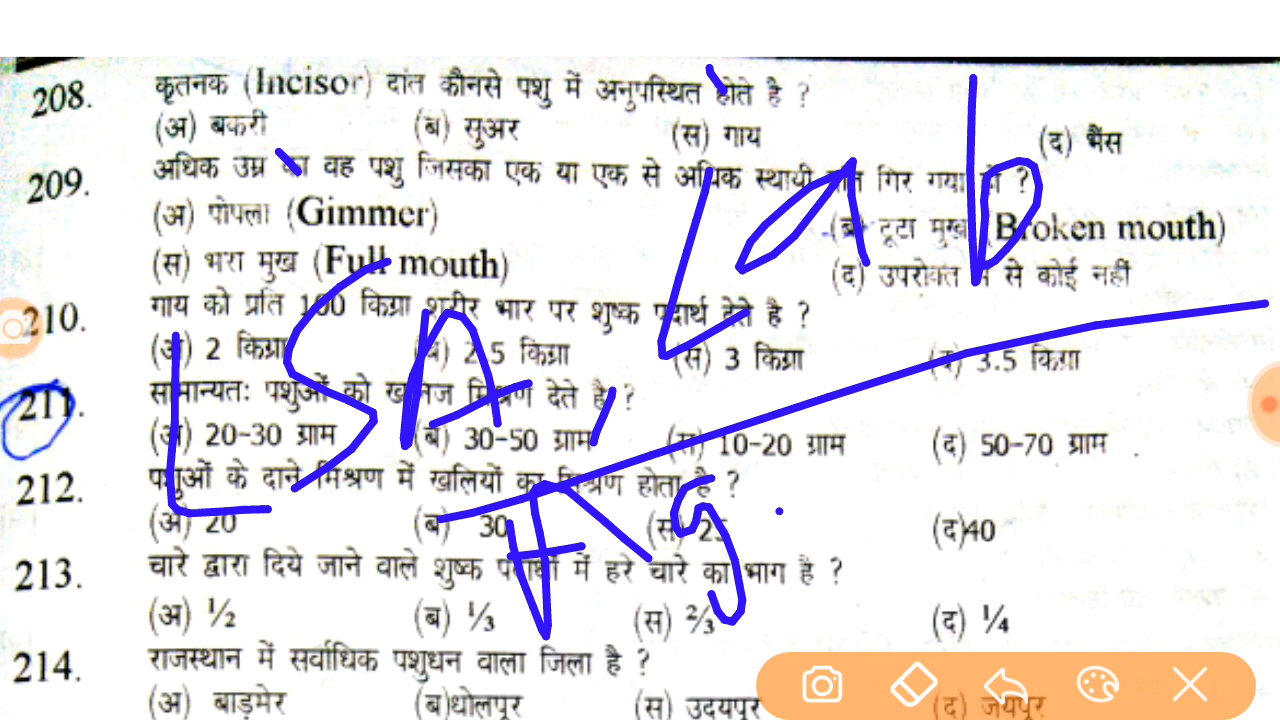 208. कृतनक (Incisor) दांत कौनसे पशु में अनुपस्थित होते है ?
(अ) बकरी (ब) सुअर (स) गाय (द) भैंस
209. अधिक उम्र का वह पशु जिसका एक या एक से अधिक स्थायी दांत गिर गया हो ?
(अ) पोपला (Gimmer) (ब) टूटा मुख (Broken mouth)
(स) भरा मुख (Full mouth) (द) उपरोक्त में से कोई नहीं
210. गाय को प्रति 100 किग्रा शरीर भार पर शुष्क पदार्थ देते है ?
(अ) 2 किग्रा (ब) 2.5 किग्रा (स) 3 किग्रा (द) 3.5 किग्रा
211. सामान्यतः पशुओं को खनिज मिश्रण देते है ?
(अ) 20-30 ग्राम (ब) 30-50 ग्राम (स) 10-20 ग्राम (द) 50-70 ग्राम
212. पशुओं के दाने मिश्रण में खलियों का मिश्रण होता है ?
(अ) 20 (ब) 30 (स) 25 (द)40
213. चारे द्वारा दिये जाने वाले शुष्क पदार्थों में हरे चारे का भाग है ?
(अ) ½ (ब) ⅓ (स) ⅔ (द) ¼
214. राजस्थान में सर्वाधिक पशुधन वाला जिला है ?
(अ) बाड़मेर (ब)धोलपुर (स) उदयपुर (द) जयपुर
LSA, Lab
Ag.